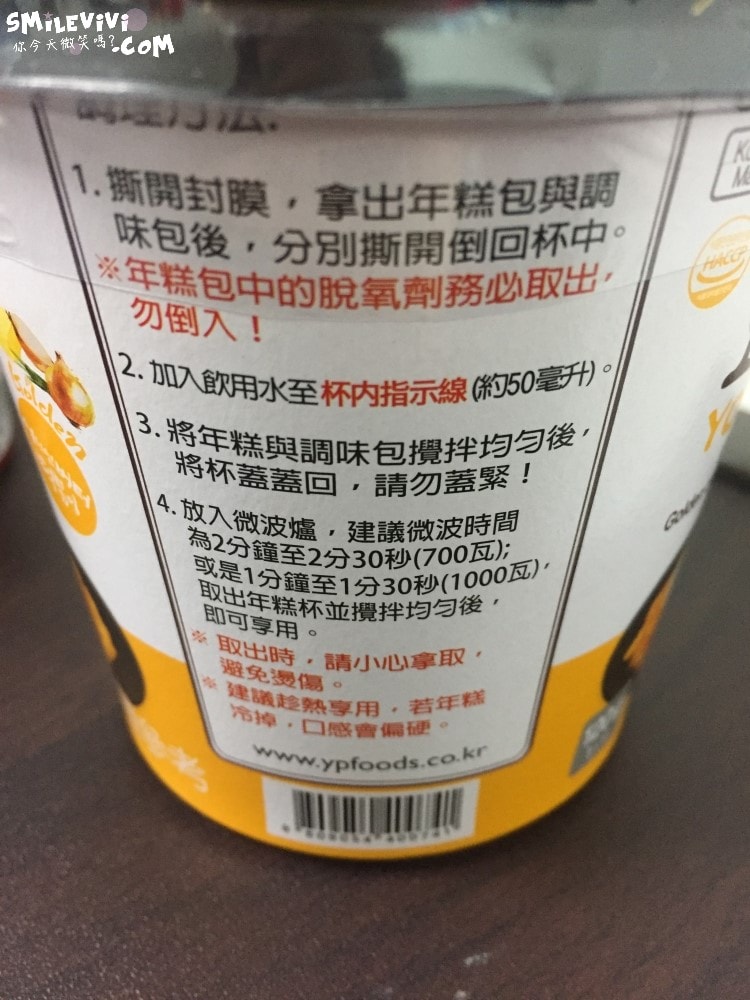 SMILEVIVI
你今天微笑嗎?.COM
調理方法:
1. 撕開封膜，拿出年糕包與調
味包後，分別撕開倒回杯中。
※年糕包中的脫氧劑務必取出，
勿倒入！
2. 加入飲用水至杯內指示線(約50毫升)。
3. 將年糕與調味包攪拌均勻後，
將杯蓋蓋回，請勿蓋緊！
4. 放入微波爐，建議微波時間
為2分鐘至2分30秒(700瓦);
或是1分鐘至1分30秒(1000瓦)，
取出年糕杯並攪拌均勻後，
即可享用。
※ 取出時，請小心拿取，
避免燙傷。
※ 建議趁熱享用，若年糕
冷掉，口感會偏硬。
www.ypfoods.co.kr
Golden
HACCP